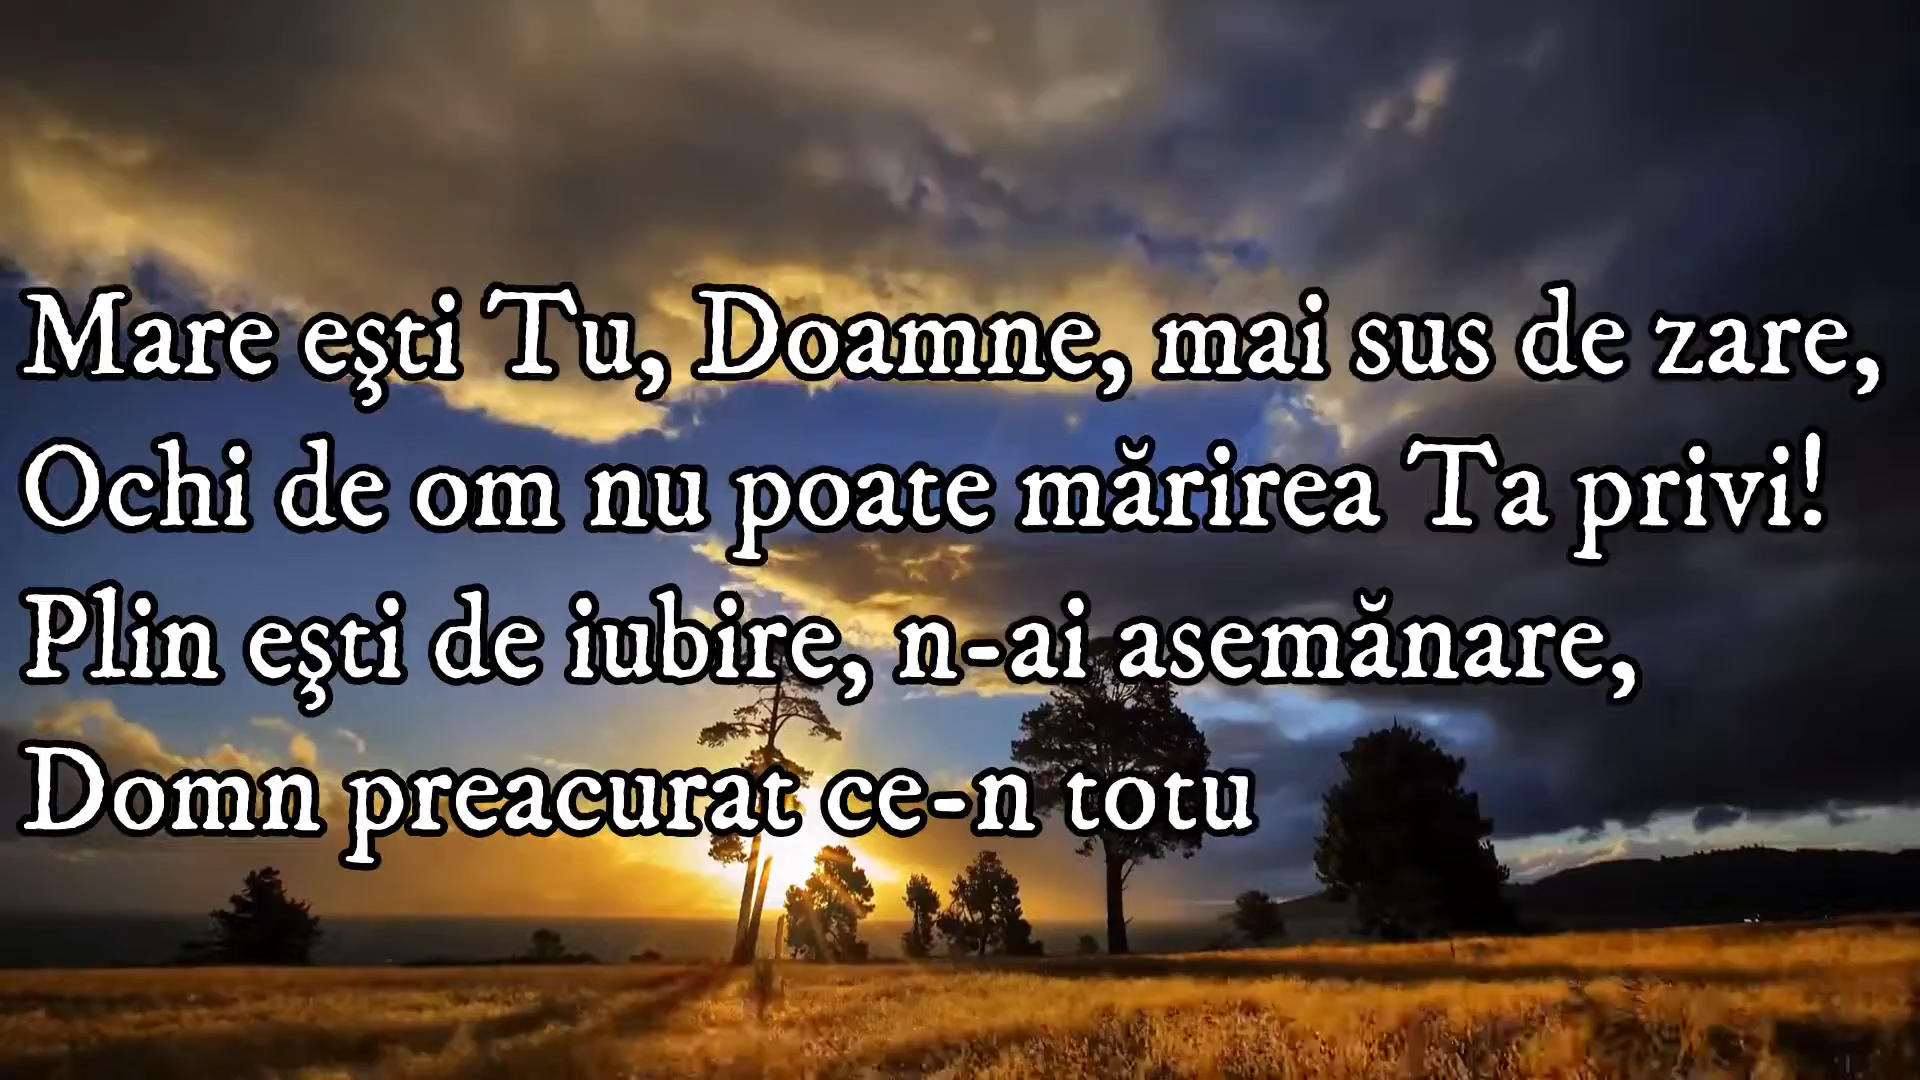 Mare eşti Tu, Doamne, mai sus de zare,
Ochi de om nu poate mărirea Ta privi!
Plin eşti de iubire, n-ai asemănare,
Domn preacurat ce-n totu